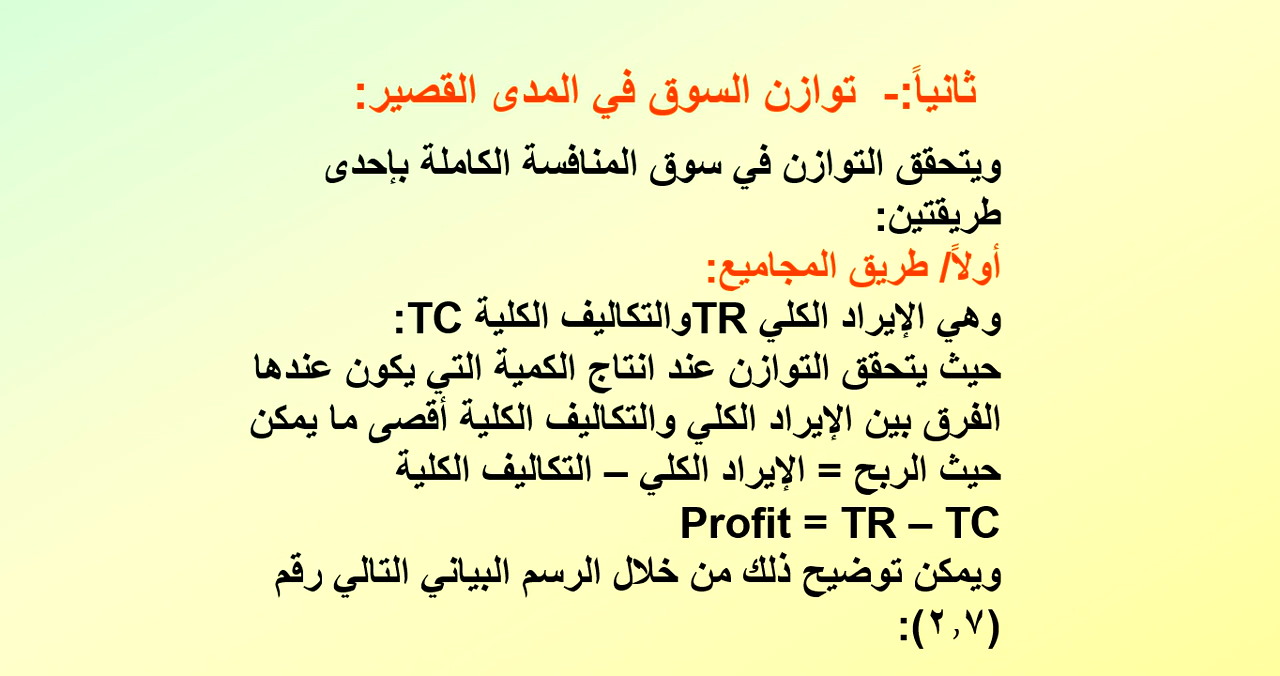 ثانياً:- توازن السوق في المدى القصير:
ويتحقق التوازن في سوق المنافسة الكاملة بإحدى
طريقتين:
أولاً/ طريق المجاميع:
وهي الإيراد الكلي TRوالتكاليف الكلية TC:
حيث يتحقق التوازن عند انتاج الكمية التي يكون عندها
الفرق بين الإيراد الكلي والتكاليف الكلية أقصى ما يمكن
حيث الربح = الإيراد الكلي – التكاليف الكلية
Profit = TR – TC
ويمكن توضيح ذلك من خلال الرسم البياني التالي رقم
(٢,٧):